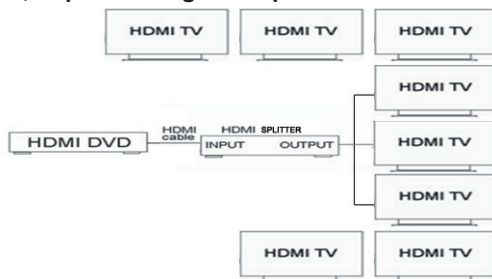 HDMI TV HDMI TV HDMI TV
HDMI TV
HDMI DVD HDMI cable HDMI SPLITTER INPUT OUTPUT HDMI TV
HDMI TV
HDMI TV HDMI TV